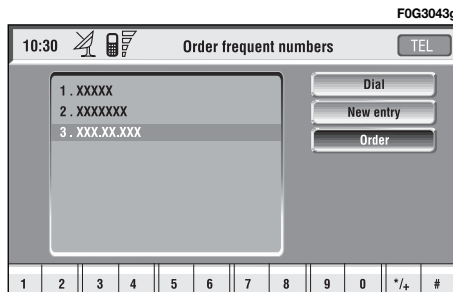 F0G3043g
10:30 Order frequent numbers TEL
1 . XXXXX
2 . XXXXXXX
3 . XXX.XX.XXX
Dial
New entry
Order
1 2 3 4 5 6 7 8 9 0 */+ #